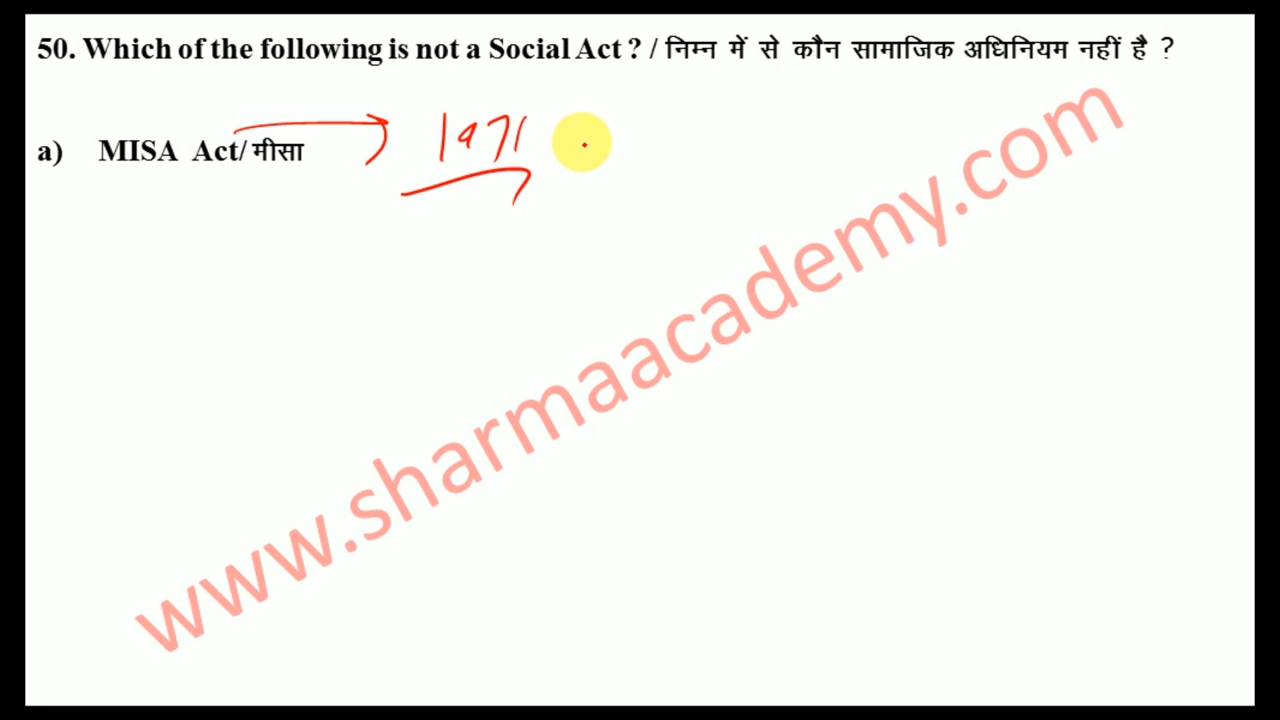 50. Which of the following is not a Social Act ? / निम्न में से कौन सामाजिक अधिनियम नहीं है ?
a) MISA Act/मीसा 1971
www.sharmaacademy.com